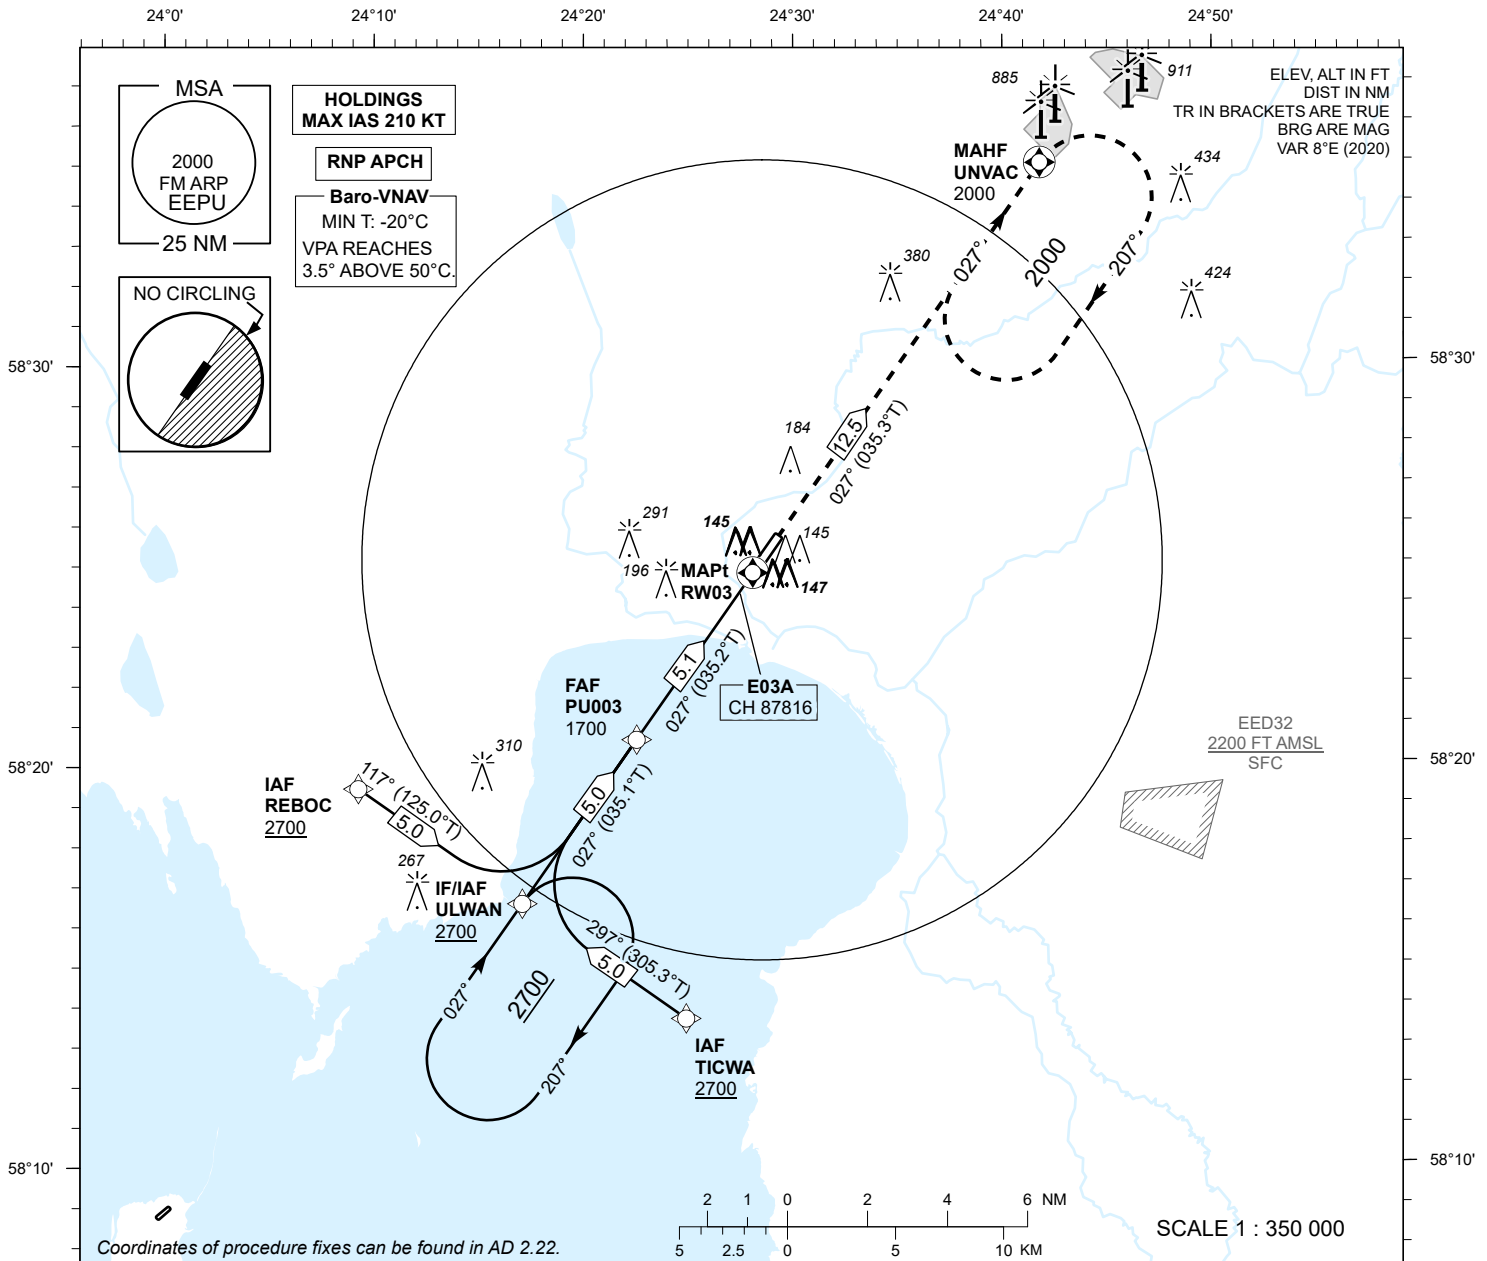 24°0'
24°10'
24°20'
24°30'
24°40'
24°50'
MSA
2000
FM ARP
EEPU
25 NM
HOLDINGS
MAX IAS 210 KT
RNP APCH
Baro-VNAV
MIN T: -20°C
VPA REACHES
3.5° ABOVE 50°C.
NO CIRCLING
885
911
ELEV, ALT IN FT
DIST IN NM
TR IN BRACKETS ARE TRUE
BRG ARE MAG
VAR 8°E (2020)
MAHF
UNVAC
2000
434
380
424
027°
2000
207°
58°30'
58°30'
12.5
027° (035.3°T)
184
291
145
145
196
MAPt
RW03
147
5.1
027° (035.2°T)
E03A
CH 87816
FAF
PU003
1700
EED32
2200 FT AMSL
SFC
310
58°20'
58°20'
IAF
REBOC
2700
117° (125.0°T)
5.0
5.0
027° (035.1°T)
267
IF/IAF
ULWAN
2700
297° (305.3°T)
5.0
027°
2700
207°
IAF
TICWA
2700
58°10'
58°10'
2 1 0 2 4 6 NM
5 2.5 0 5 10 KM
SCALE 1 : 350 000
Coordinates of procedure fixes can be found in AD 2.22.